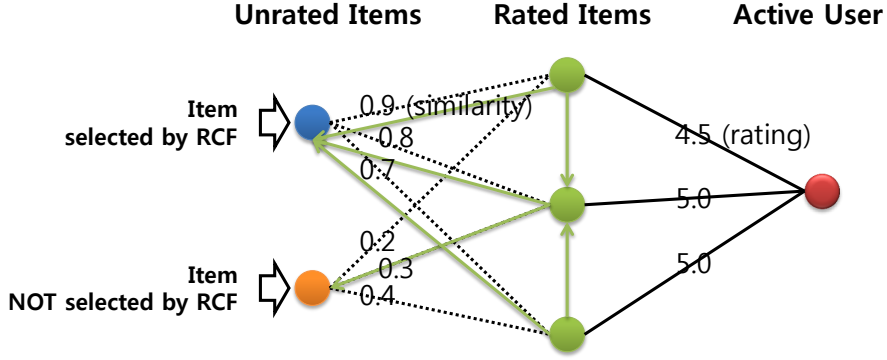 Unrated Items Rated Items Active User
Item
selected by RCF
0.9 (similarity)
0.8
0.7
4.5 (rating)
5.0
5.0
0.2
0.3
0.4
Item
NOT selected by RCF